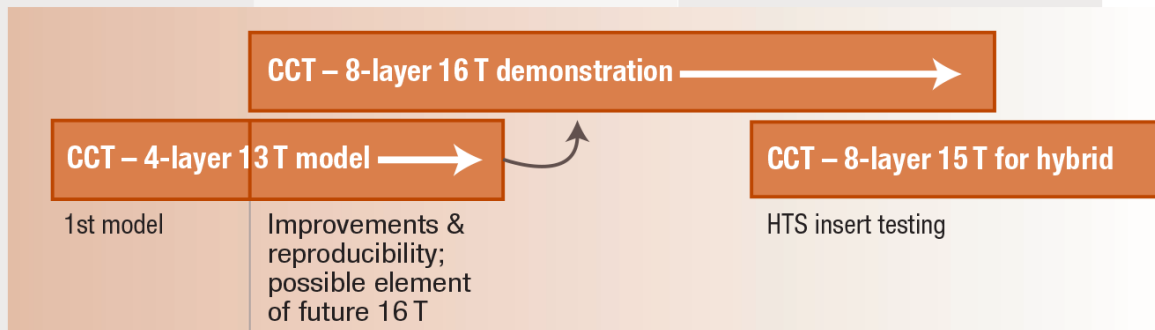 CCT – 8-layer 16 T demonstration
CCT – 4-layer 13 T model
CCT – 8-layer 15 T for hybrid
1st model
Improvements &
reproducibility;
possible element
of future 16 T
HTS insert testing